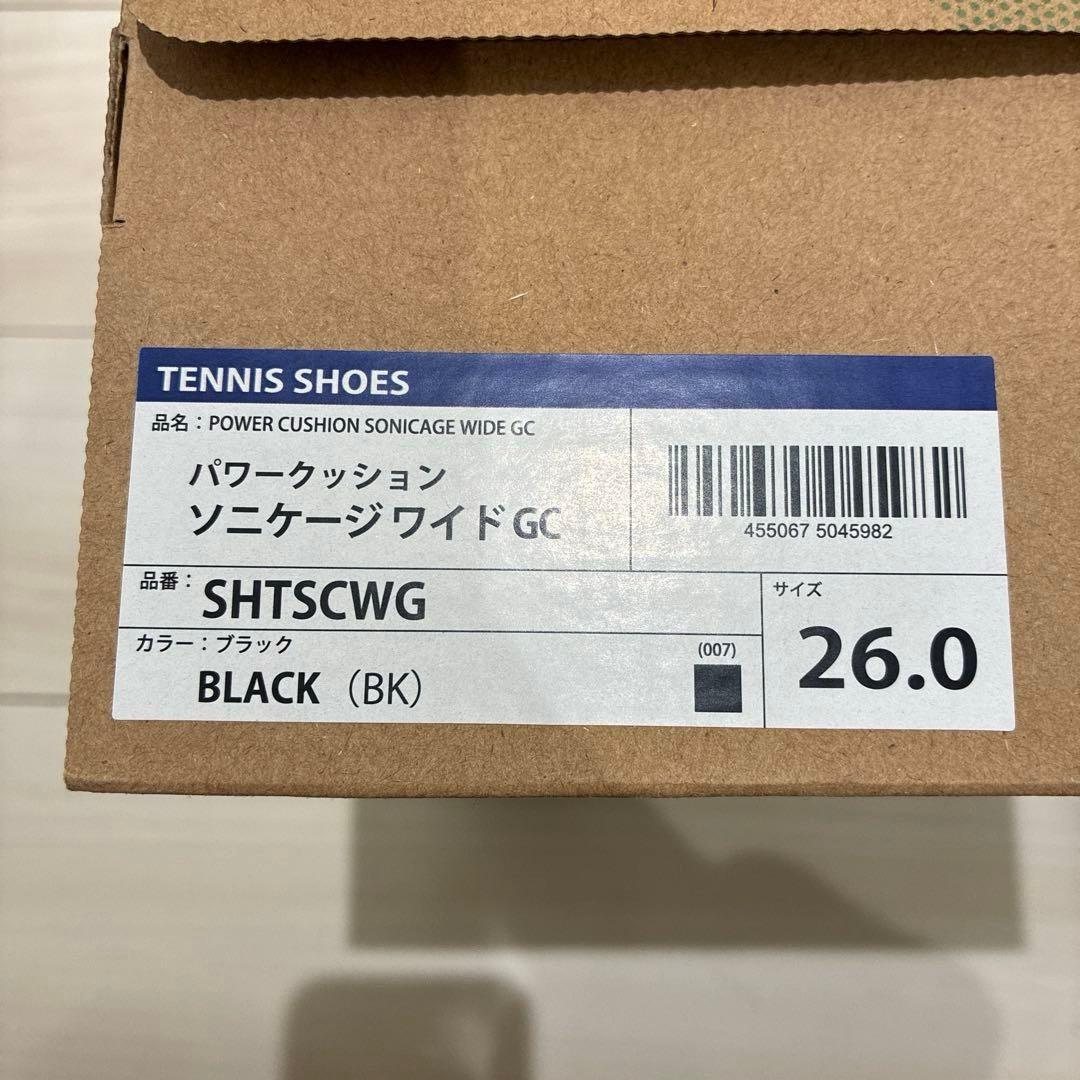 TENNIS SHOES
品名：POWER CUSHION SONICAGE WIDE GC
パワークッション
ソニケージ ワイド GC
455067 5045982
品番：
SHTSCWG
カラー：ブラック
BLACK （BK）
(007)
サイズ
26.0